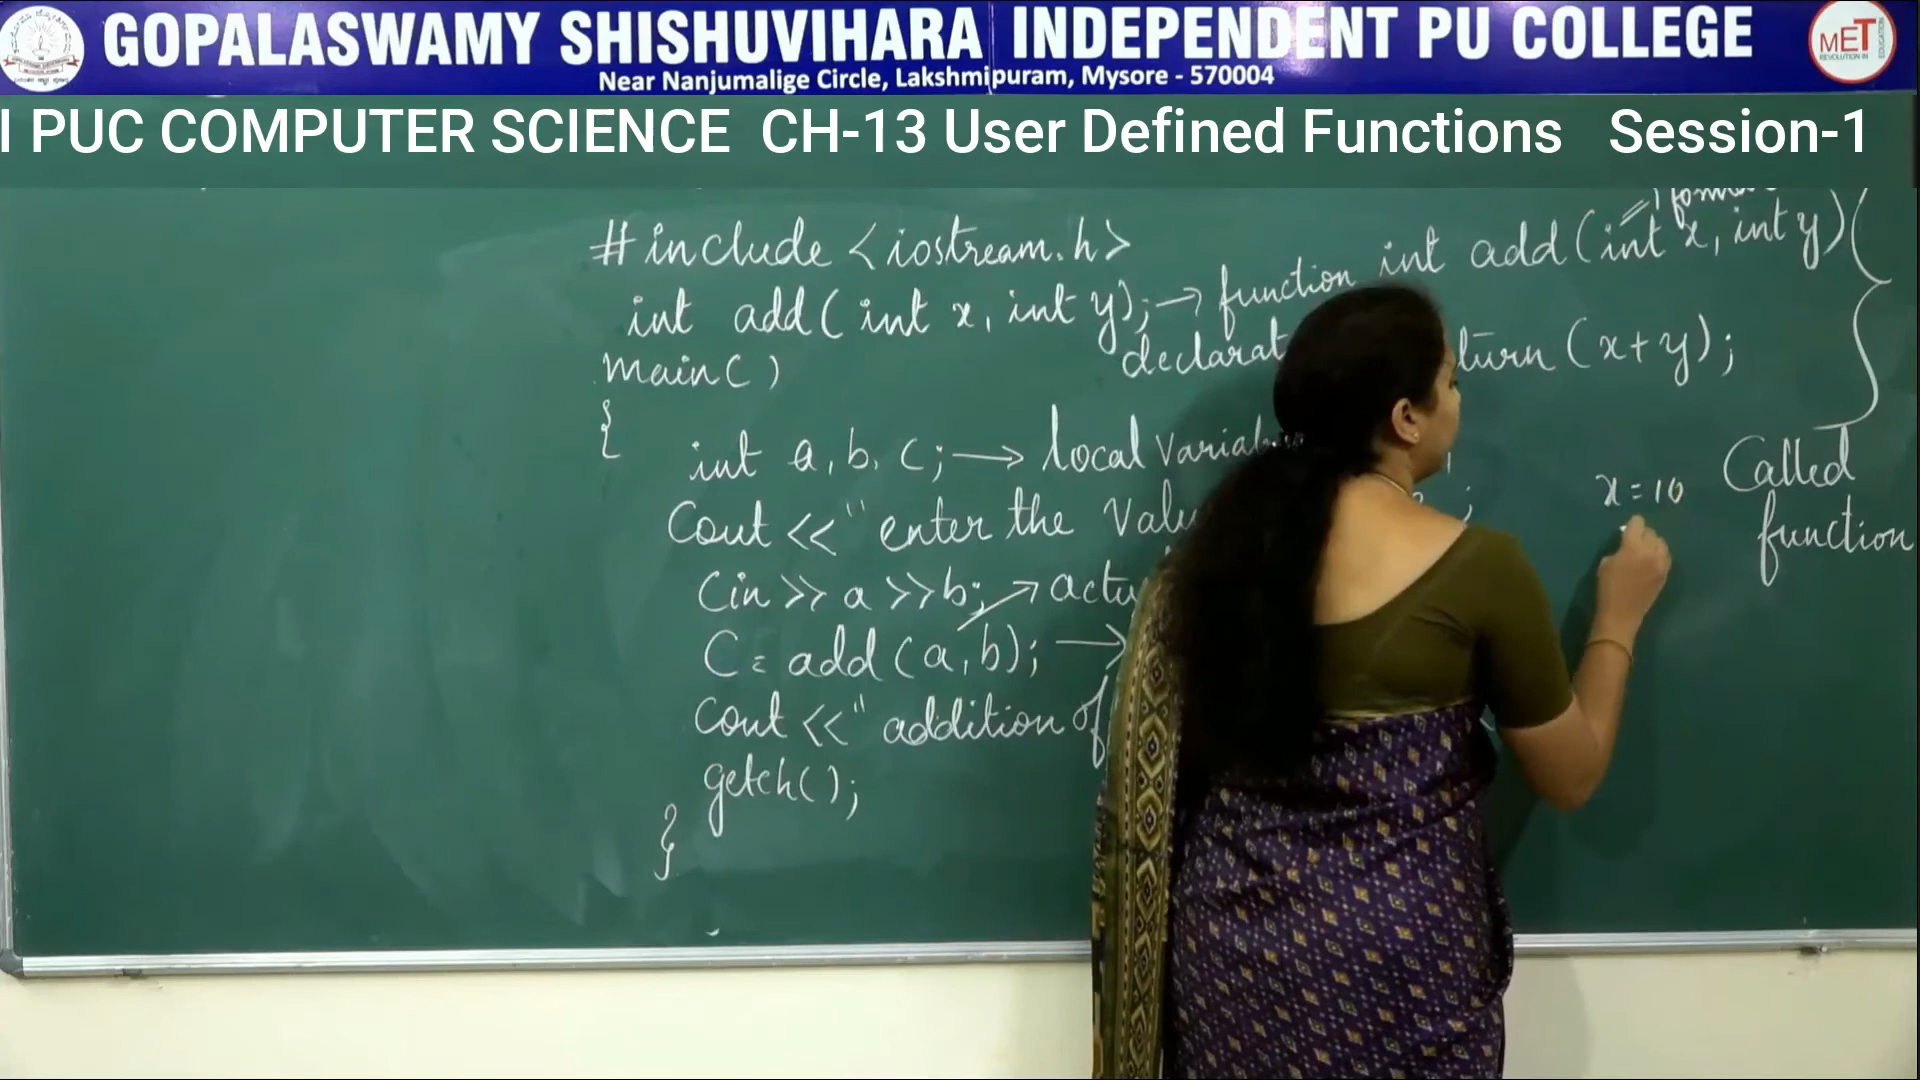 GOPALASWAMY SHISHUVIHARA INDEPENDENT PU COLLEGE
Near Nanjumalige Circle, Lakshmipuram, Mysore - 570004
MET
I PUC COMPUTER SCIENCE CH-13 User Defined Functions Session-1
#include <iostream.h>
int add(int x, int y); → function
main()
{
int a, b, c; → local
Cout << " enter the
Cin >> a >> b;
C = add(a, b); →
Cout << " addition of
getch();
}
int add(int x, int y)
(x+y);
x = 10
Called
function